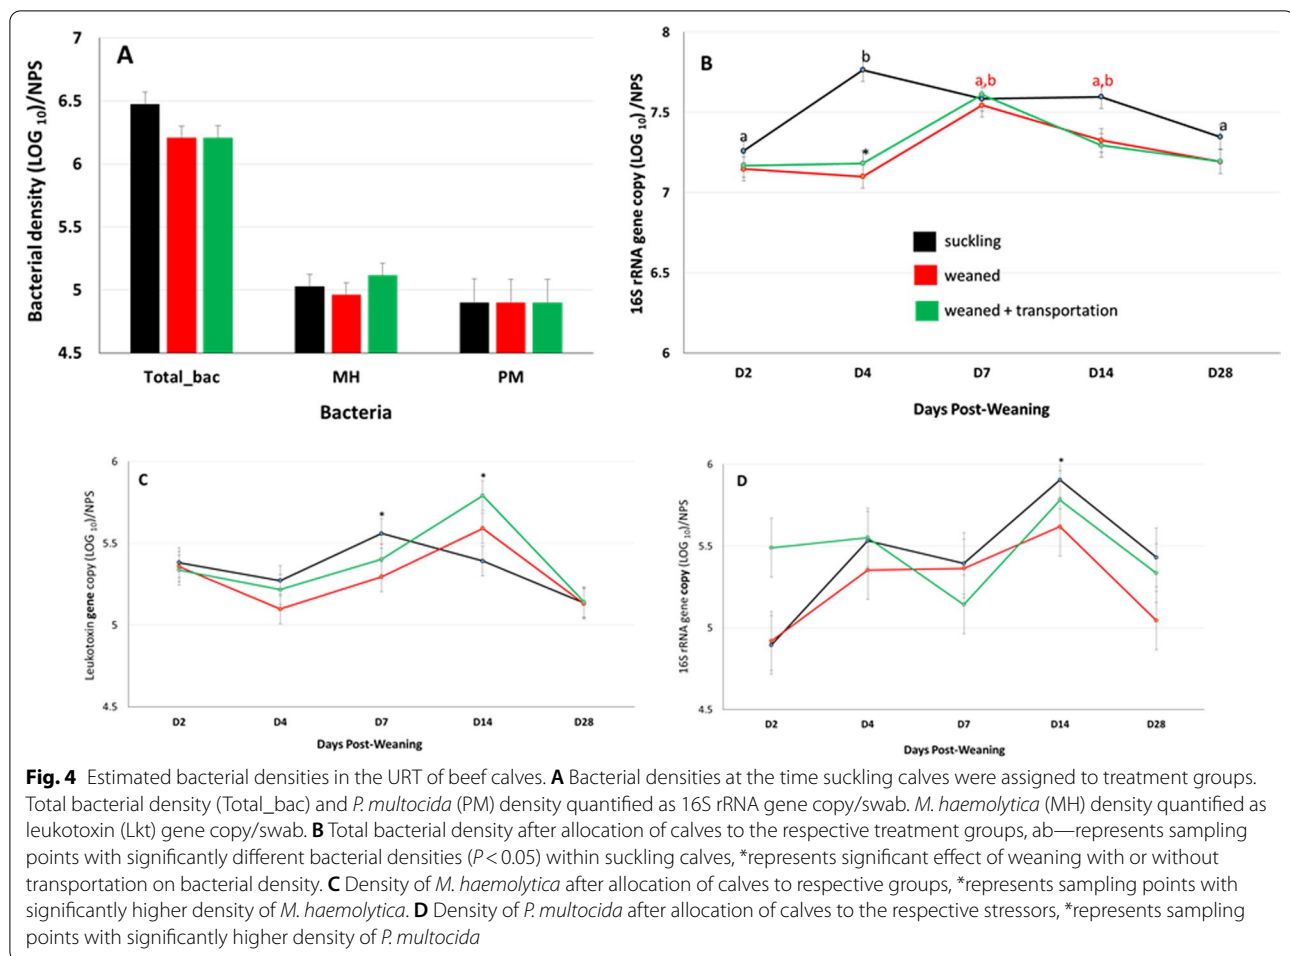 A
7
6.5
6
5.5
5
4.5
Bacterial density (LOG 10)/NPS
Total_bac
MH
PM
Bacteria
B
8
7.5
7
6.5
6
16S rRNA gene copy (LOG 10)/NPS
a
b
*
a,b
a,b
a
suckling
weaned
weaned + transportation
D2
D4
D7
D14
D28
Days Post-Weaning
C
6
5.5
5
4.5
Leukotoxin gene copy (LOG 10)/NPS
*
*
D2
D4
D7
D14
D28
Days Post-Weaning
D
6
5.5
5
4.5
16S rRNA gene copy (LOG 10)/NPS
*
D2
D4
D7
D14
D28
Days Post-Weaning
Fig. 4 Estimated bacterial densities in the URT of beef calves. A Bacterial densities at the time suckling calves were assigned to treatment groups.
Total bacterial density (Total_bac) and P. multocida (PM) density quantified as 16S rRNA gene copy/swab. M. haemolytica (MH) density quantified as
leukotoxin (Lkt) gene copy/swab. B Total bacterial density after allocation of calves to the respective treatment groups, ab—represents sampling
points with significantly different bacterial densities (P < 0.05) within suckling calves, *represents significant effect of weaning with or without
transportation on bacterial density. C Density of M. haemolytica after allocation of calves to respective groups, *represents sampling points with
significantly higher density of M. haemolytica. D Density of P. multocida after allocation of calves to the respective stressors, *represents sampling
points with significantly higher density of P. multocida